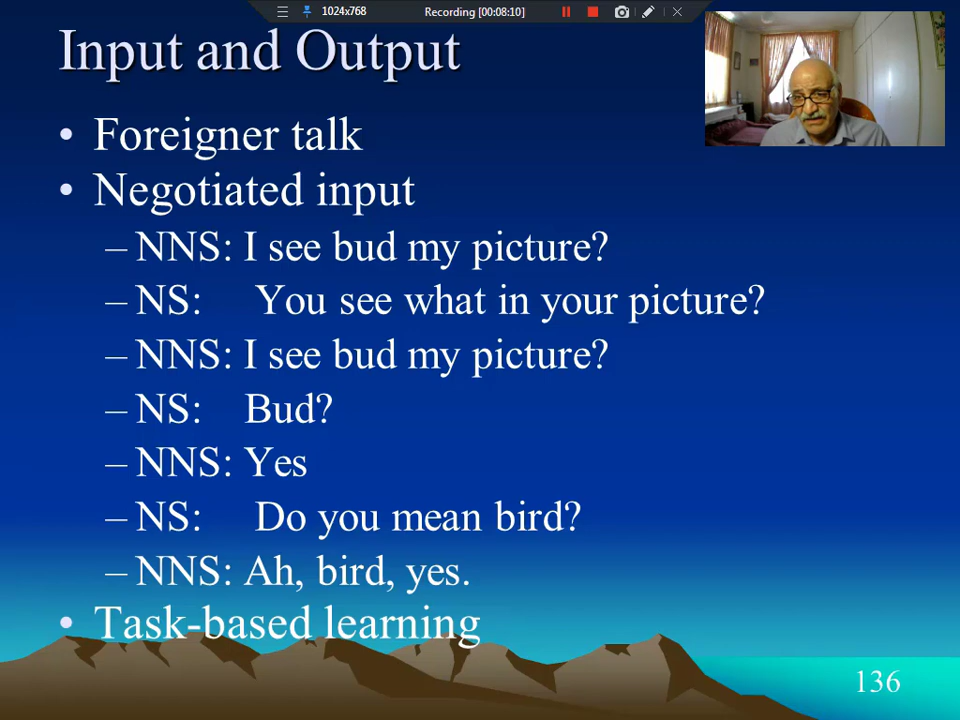 1024x768
Recording [00:08:10]
Input and Output
• Foreigner talk
• Negotiated input
– NNS: I see bud my picture?
– NS: You see what in your picture?
– NNS: I see bud my picture?
– NS: Bud?
– NNS: Yes
– NS: Do you mean bird?
– NNS: Ah, bird, yes.
• Task-based learning
136